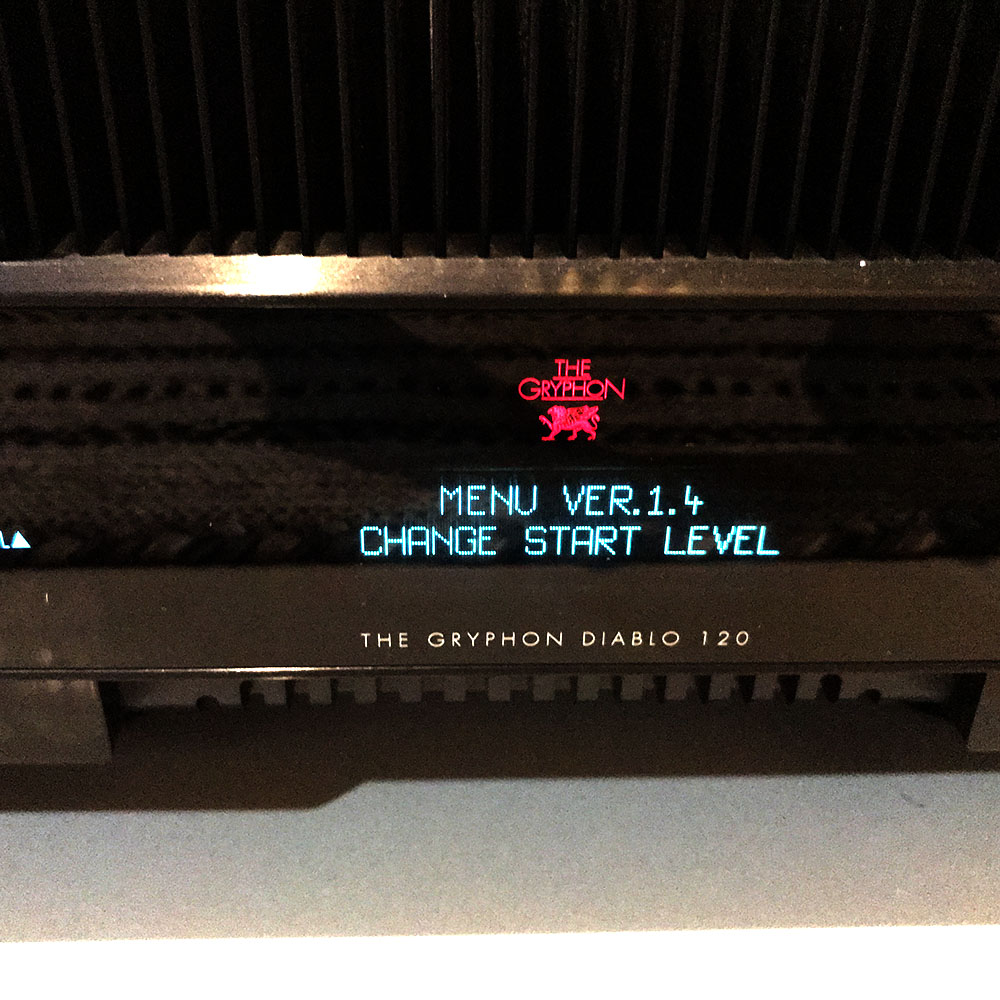 THE
GRYPHON
MENU VER.1.4
CHANGE START LEVEL
THE GRYPHON DIABLO 120